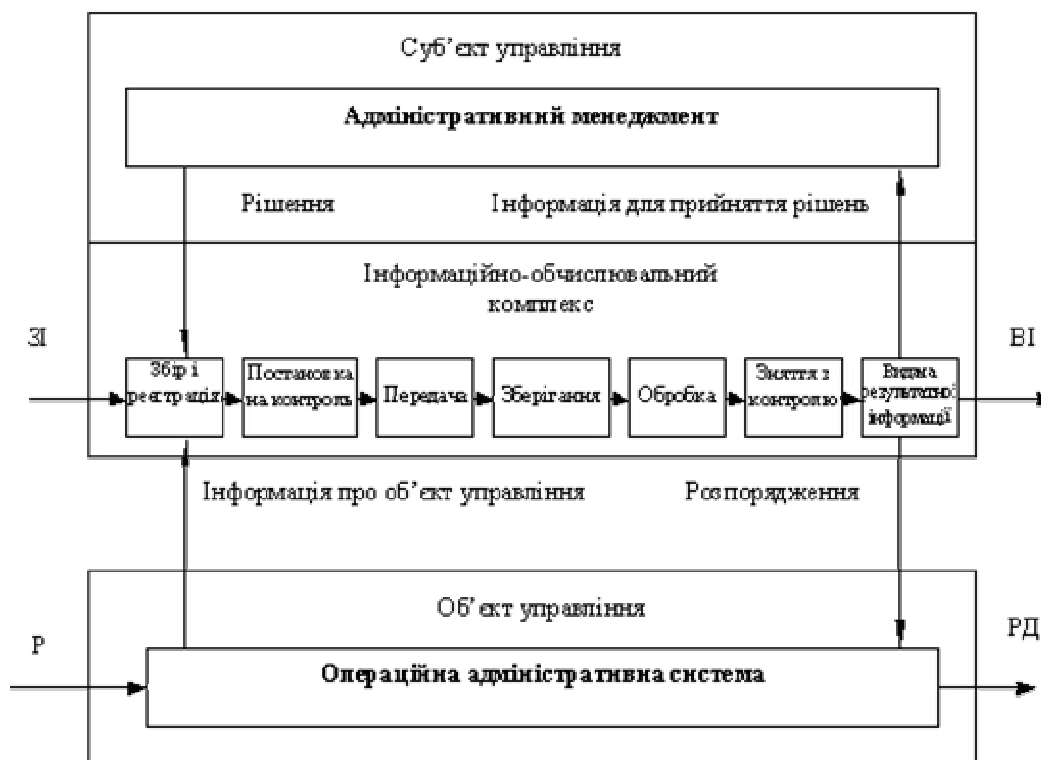 Суб’єкт управління
Адміністративний менеджмент
Рішення
Інформація для прийняття рішень
Інформаційно-обчислювальний
комплекс
ЗІ
ВІ
Збір і
реєстрація
Постановка
на контроль
Передача
Зберігання
Обробка
Зняття з
контролю
Видача
результатної
інформації
Інформація про об’єкт управління
Розпорядження
Об’єкт управління
Р
РД
Операційна адміністративна система